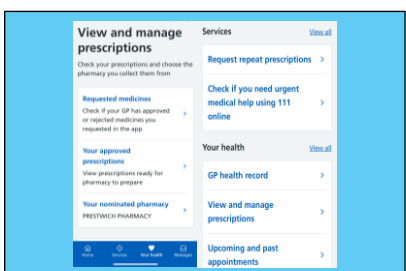 View and manage
prescriptions
Check your prescriptions and choose the
pharmacy you collect them from
Requested medicines
Check if your GP has approved
or rejected medicines you
requested in the app
Your approved
prescriptions
View prescriptions ready for
pharmacy to prepare
Your nominated pharmacy
PRESTWICH PHARMACY
Home Services Your health Messages
Services View all
Request repeat prescriptions
Check if you need urgent
medical help using 111
online
Your health View all
GP health record
View and manage
prescriptions
Upcoming and past
appointments